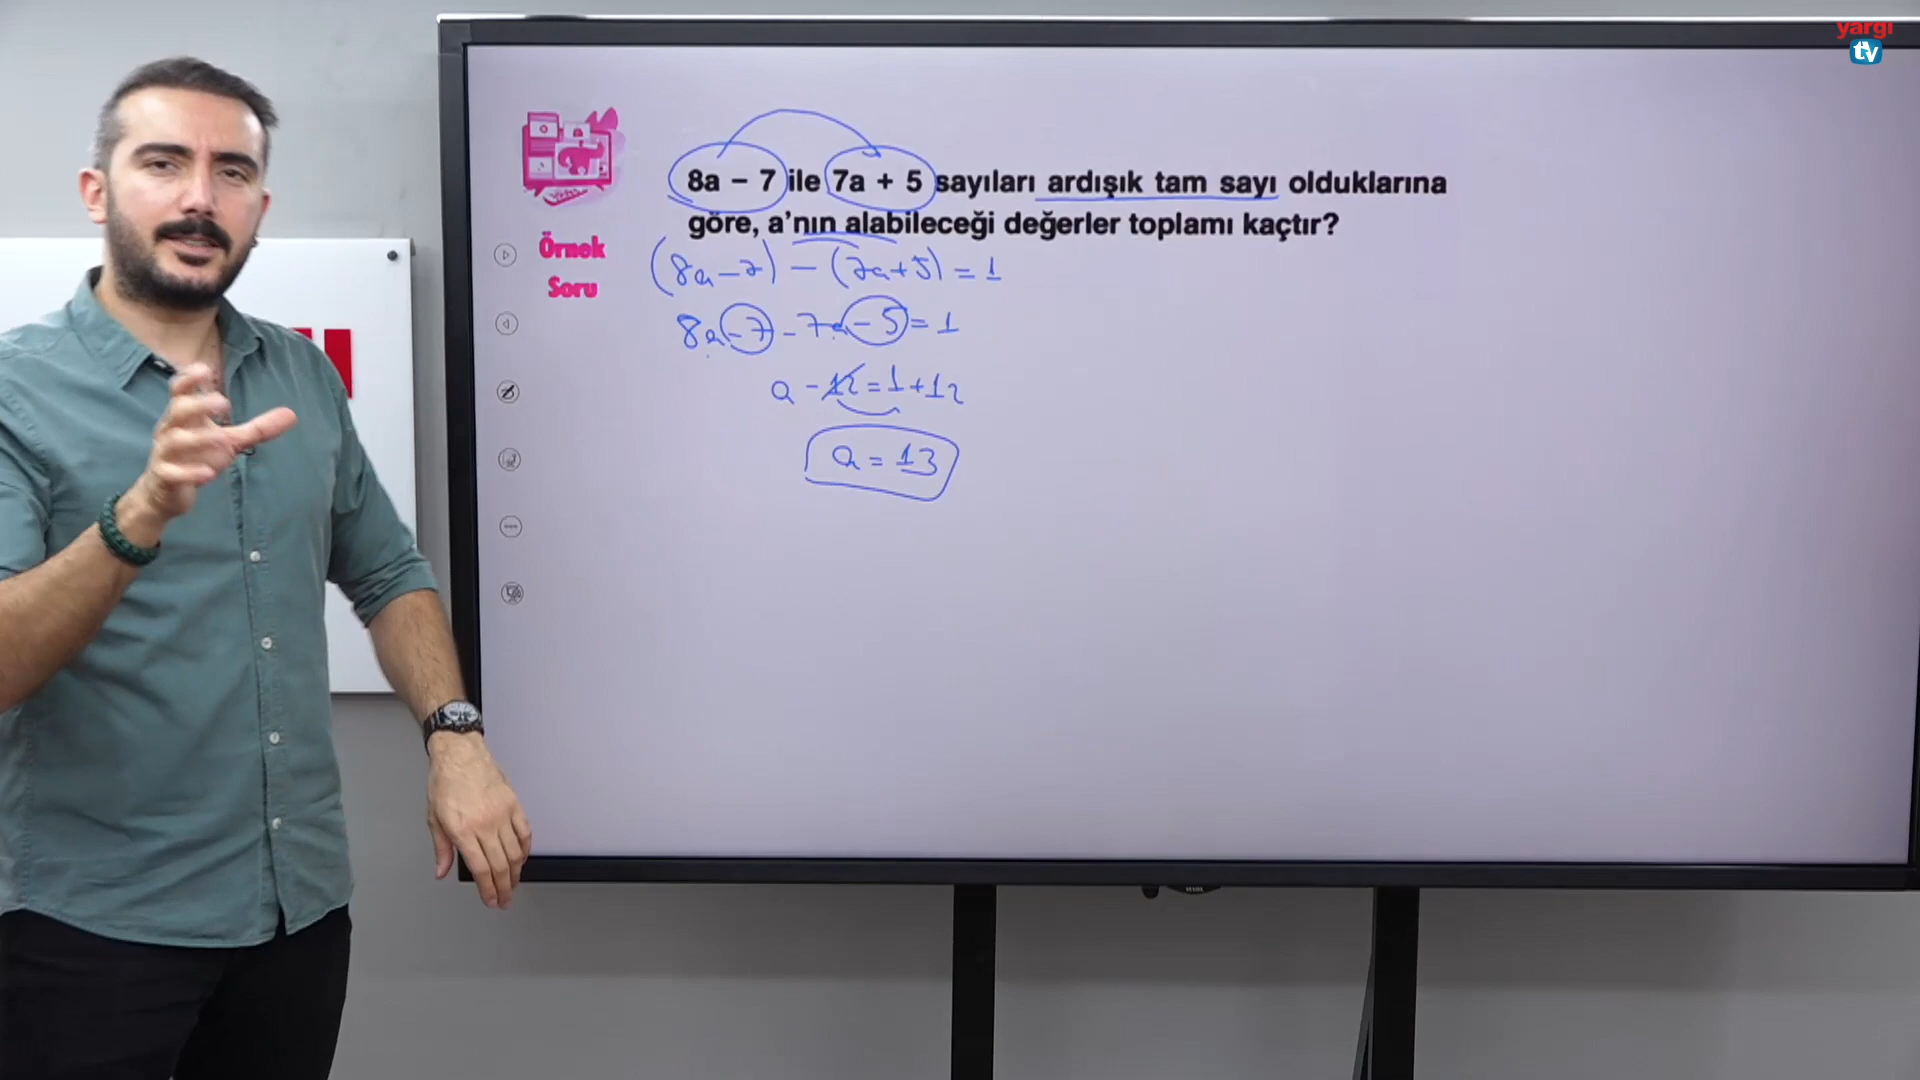 yargı
tv
8a – 7 ile 7a + 5 sayıları ardışık tam sayı olduklarına
göre, a'nın alabileceği değerler toplamı kaçtır?
Örnek
Soru
(8a – 7) – (7a+5) = 1
8a – 7 – 7a – 5 = 1
a – 12 = 1 + 12
a = 13